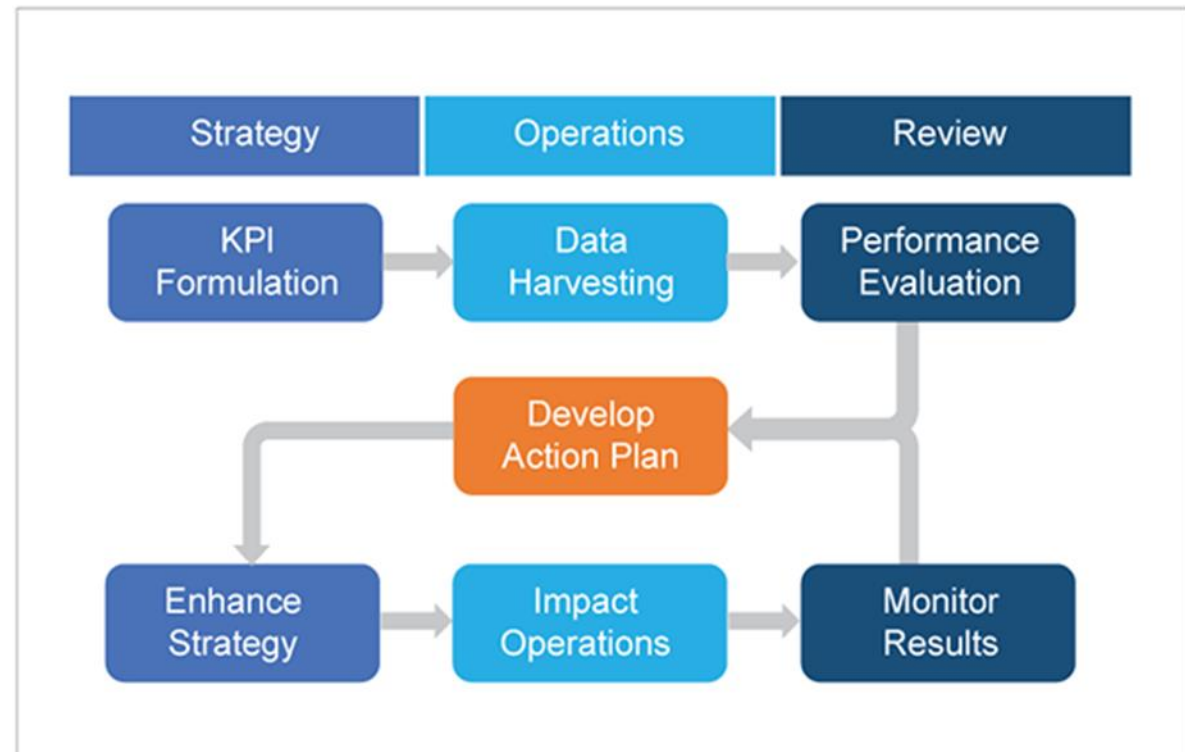 Strategy
Operations
Review
KPI
Formulation
Data
Harvesting
Performance
Evaluation
Develop
Action Plan
Enhance
Strategy
Impact
Operations
Monitor
Results